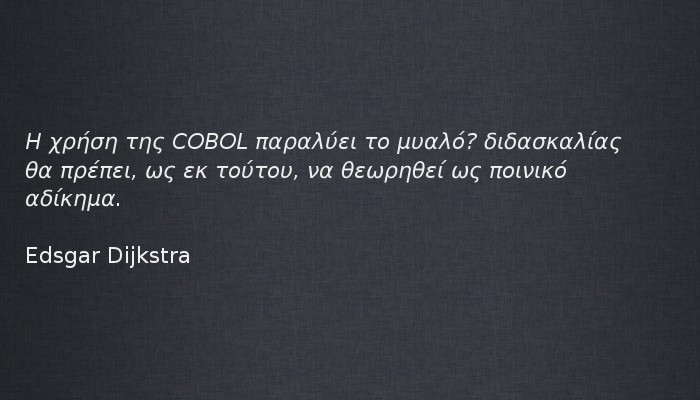 Η χρήση της COBOL παραλύει το μυαλό? διδασκαλίας
θα πρέπει, ως εκ τούτου, να θεωρηθεί ως ποινικό
αδίκημα.
Edsgar Dijkstra